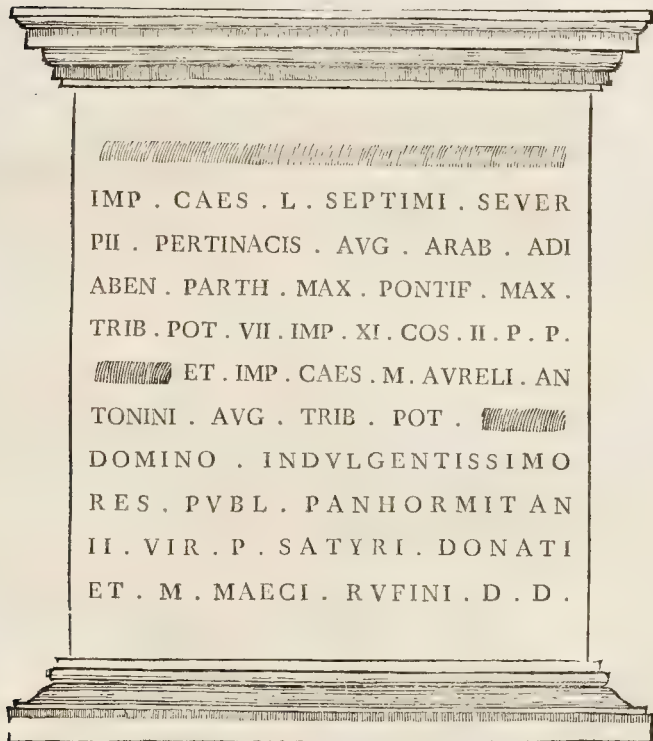 IMP . CAES . L . SEPTIMI . SEVER
PII . PERTINACIS . AVG . ARAB . ADI
ABEN . PARTH . MAX . PONTIF . MAX .
TRIB . POT . VII . IMP . XI . COS . II . P . P .
ET . IMP . CAES . M . AVRELI . AN
TONINI . AVG . TRIB . POT .
DOMINO . INDVLGENTISSIMO
RES . PVBL . PANHORMITAN
II . VIR . P . SATYRI . DONATI
ET . M . MAECI . RVFINI . D . D .